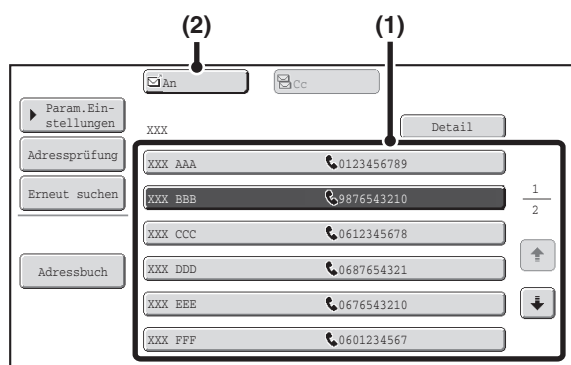 (2) (1)
An Cc
Param.Ein-
stellungen
XXX Detail
Adressprüfung
XXX AAA 0123456789
Erneut suchen
XXX BBB 9876543210
1
2
XXX CCC 0612345678
Adressbuch
XXX DDD 0687654321
XXX EEE 0676543210
XXX FFF 0601234567